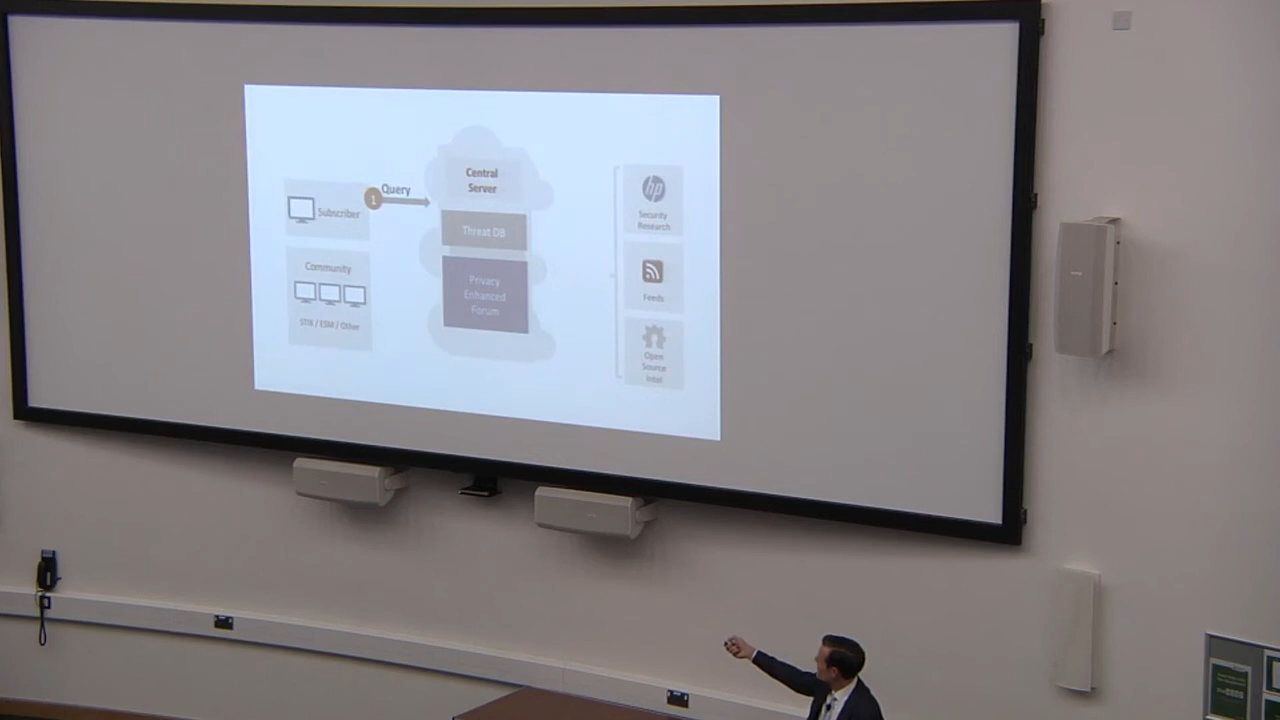 Query
1
Subscriber
Community
STIX / ESM / Other
Central
Server
Threat DB
Privacy
Enhanced
Forum
hp
Security
Research
Feeds
Open
Source
Intel